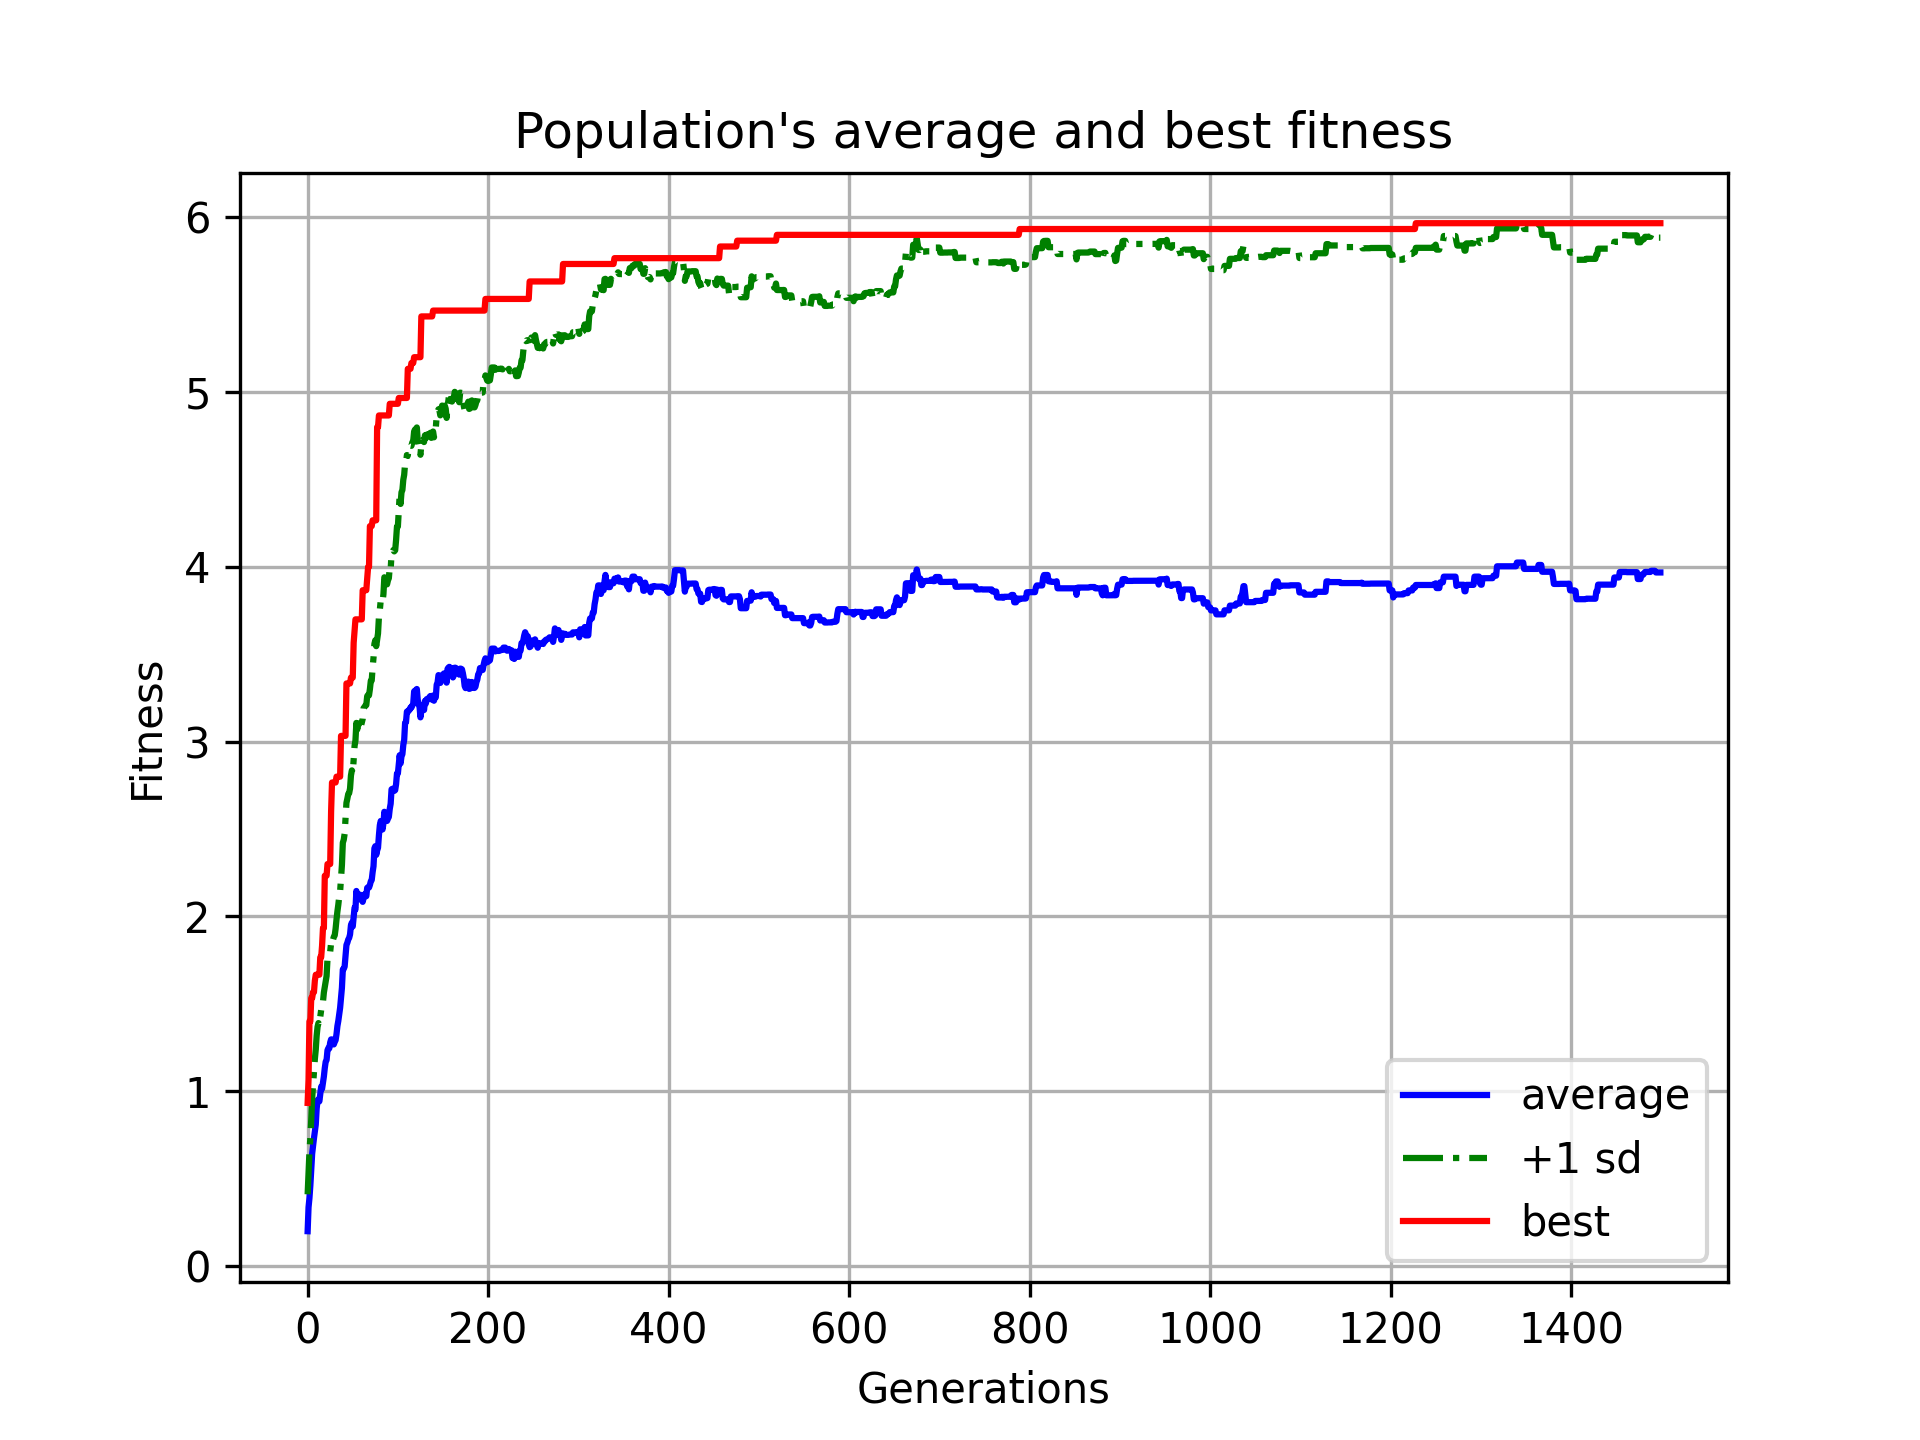 Population's average and best fitness
6
5
4
3
2
1
0
Fitness
average
+1 sd
best
0 200 400 600 800 1000 1200 1400
Generations